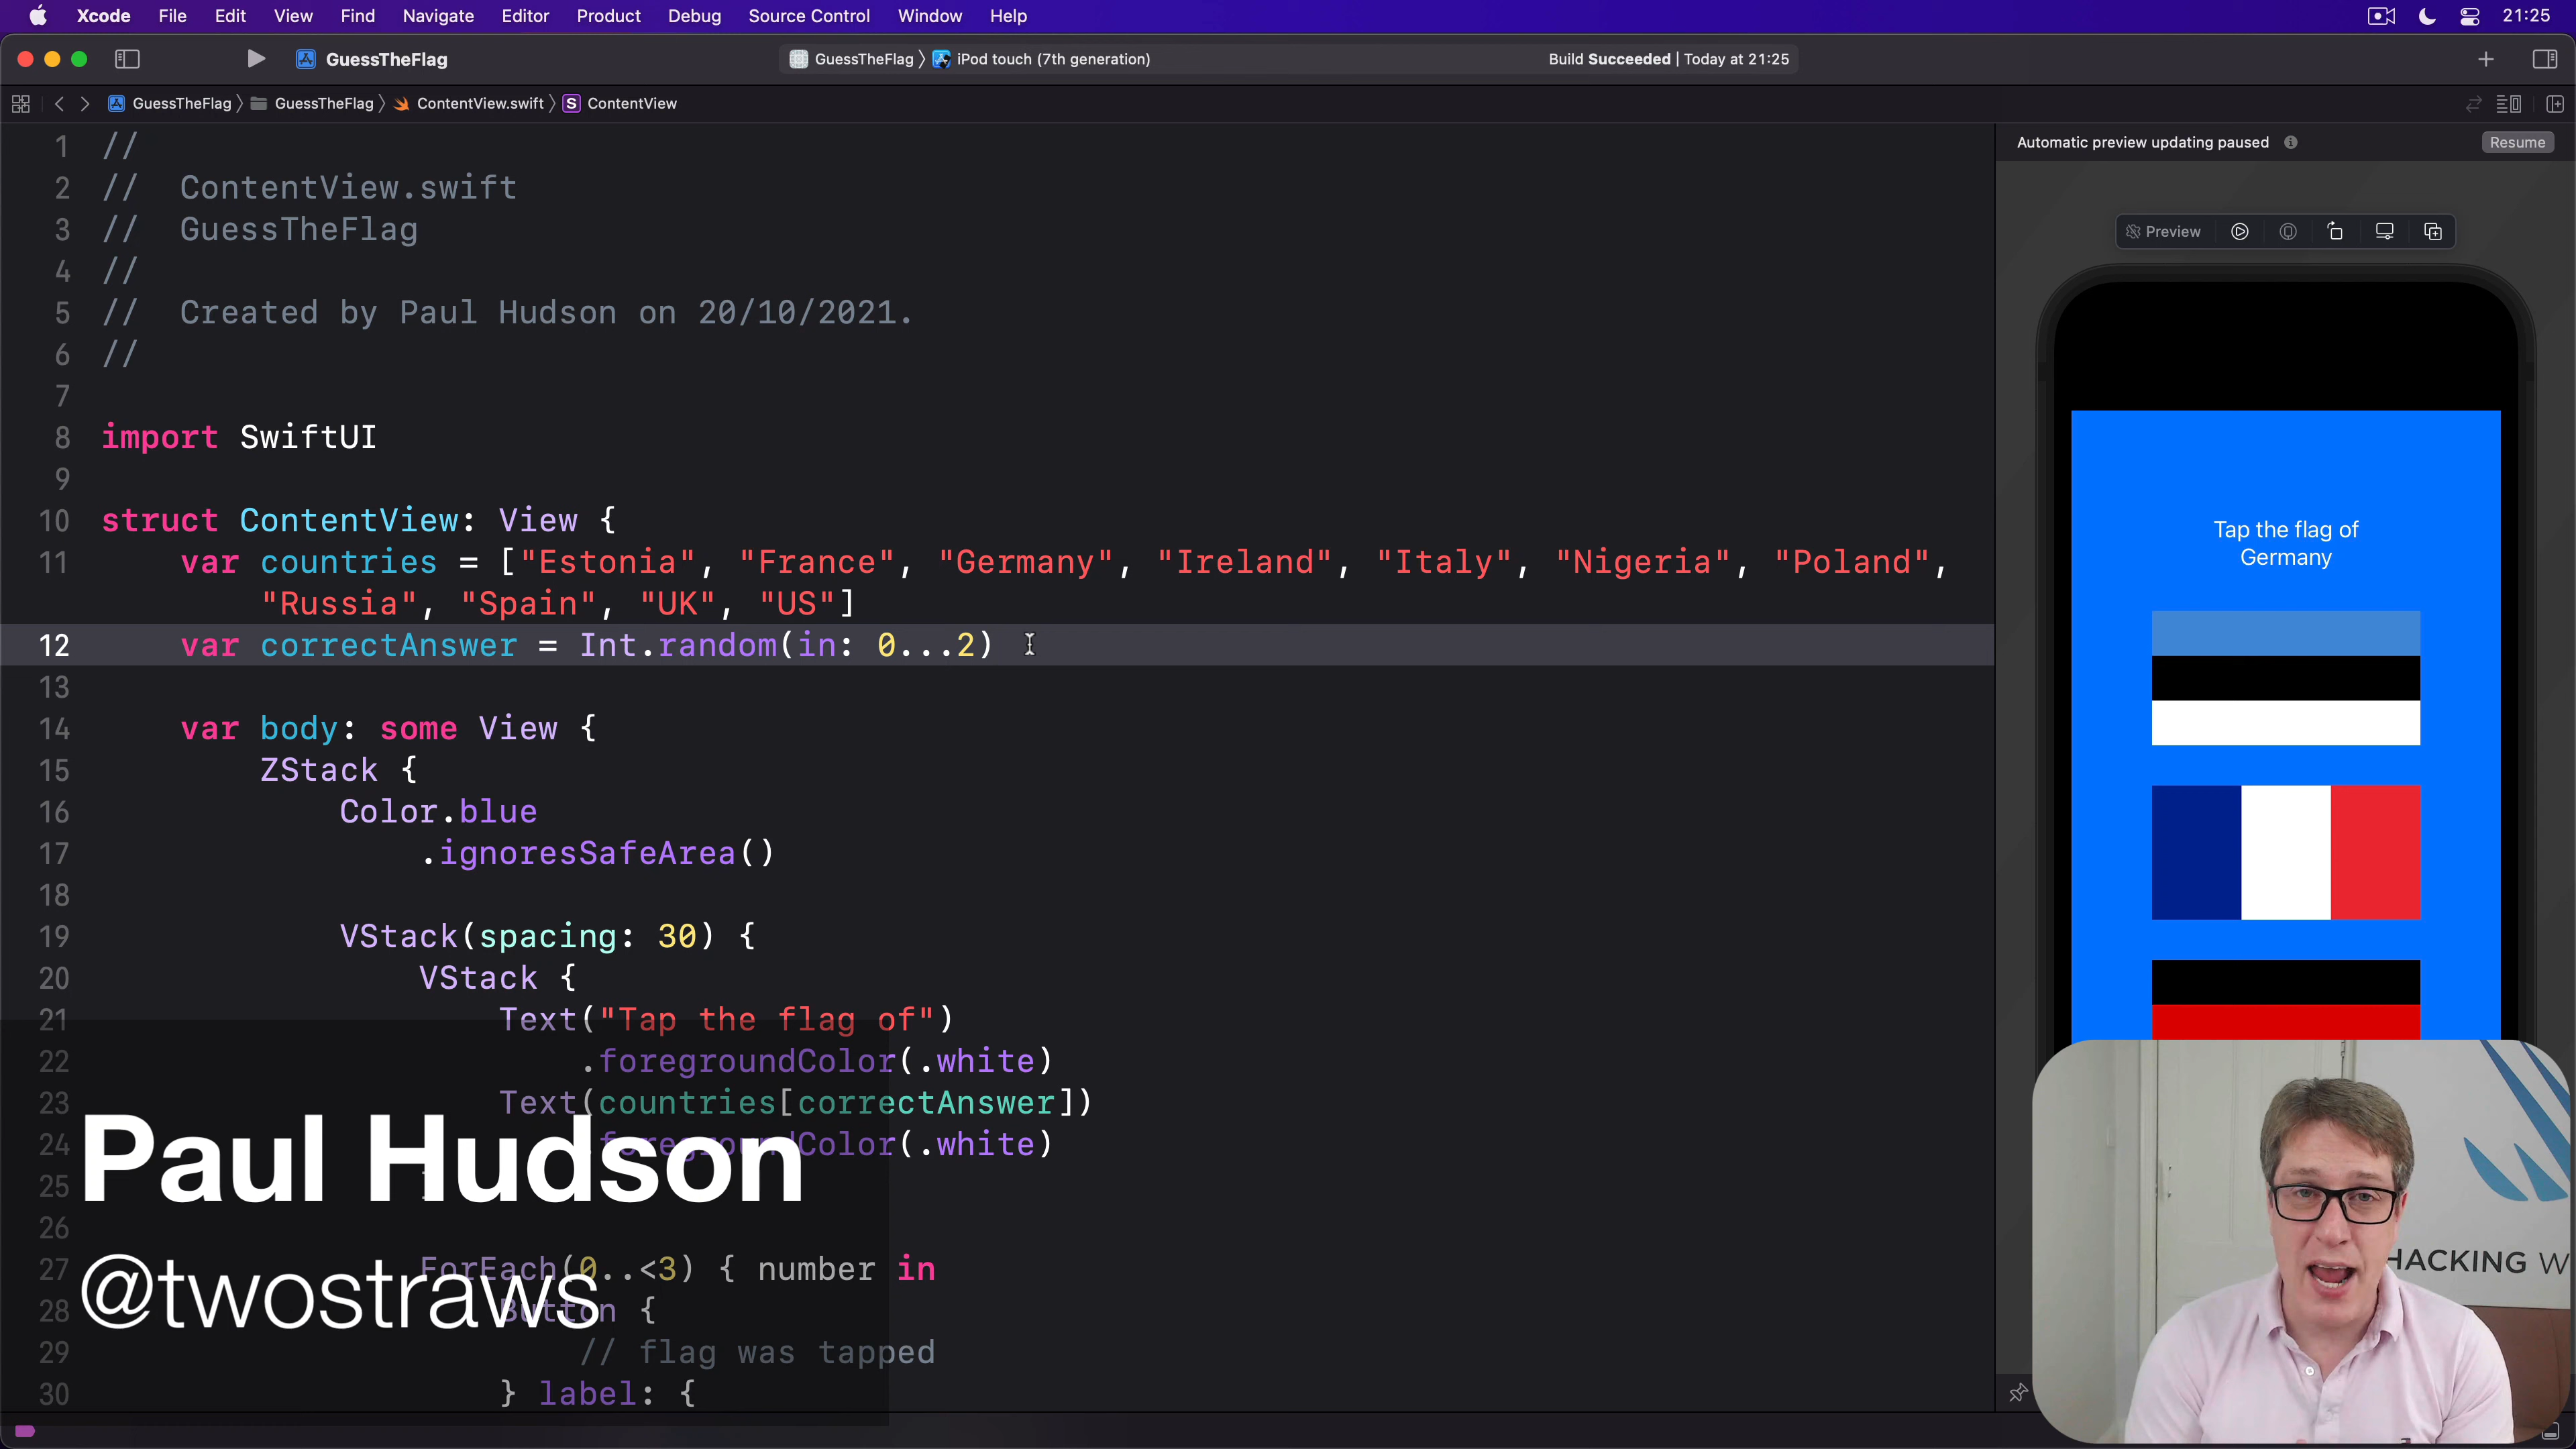 Xcode File Edit View Find Navigate Editor Product Debug Source Control Window Help 21:25
GuessTheFlag GuessTheFlag iPod touch (7th generation) Build Succeeded | Today at 21:25
GuessTheFlag GuessTheFlag ContentView.swift S ContentView
Automatic preview updating paused Resume
Preview
1 //
2 // ContentView.swift
3 // GuessTheFlag
4 //
5 // Created by Paul Hudson on 20/10/2021.
6 //
7
8 import SwiftUI
9
10 struct ContentView: View {
11 var countries = ["Estonia", "France", "Germany", "Ireland", "Italy", "Nigeria", "Poland",
"Russia", "Spain", "UK", "US"]
12 var correctAnswer = Int.random(in: 0...2)
13
14 var body: some View {
15 ZStack {
16 Color.blue
17 .ignoresSafeArea()
18
19 VStack(spacing: 30) {
20 VStack {
21 Text("Tap the flag of")
22 .foregroundColor(.white)
23 Text(countries[correctAnswer])
24 .foregroundColor(.white)
25
26
27 ForEach(0..<3) { number in
28 Button {
29 // flag was tapped
30 } label: {
Paul Hudson
@twostraws
Tap the flag of
Germany
HACKING W